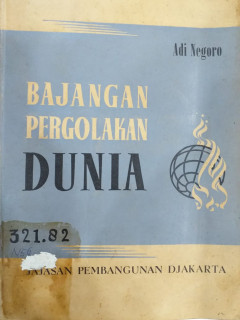 Adi Negoro
BAJANGAN
PERGOLAKAN
DUNIA
321.82
JAJASAN PEMBANGUNAN DJAKARTA